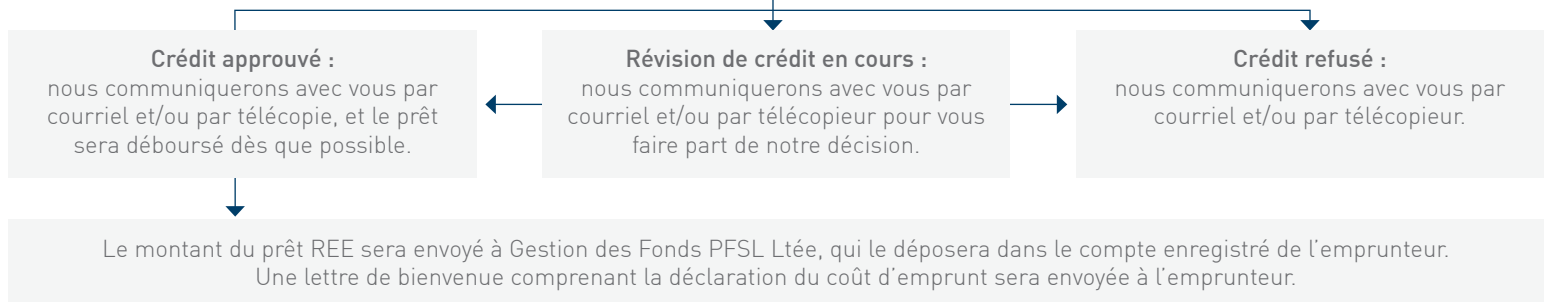 Crédit approuvé :
nous communiquerons avec vous par
courriel et/ou par télécopie, et le prêt
sera déboursé dès que possible.
Révision de crédit en cours :
nous communiquerons avec vous par
courriel et/ou par télécopieur pour vous
faire part de notre décision.
Crédit refusé :
nous communiquerons avec vous par
courriel et/ou par télécopieur.
Le montant du prêt REE sera envoyé à Gestion des Fonds PFSL Ltée, qui le déposera dans le compte enregistré de l'emprunteur.
Une lettre de bienvenue comprenant la déclaration du coût d'emprunt sera envoyée à l'emprunteur.